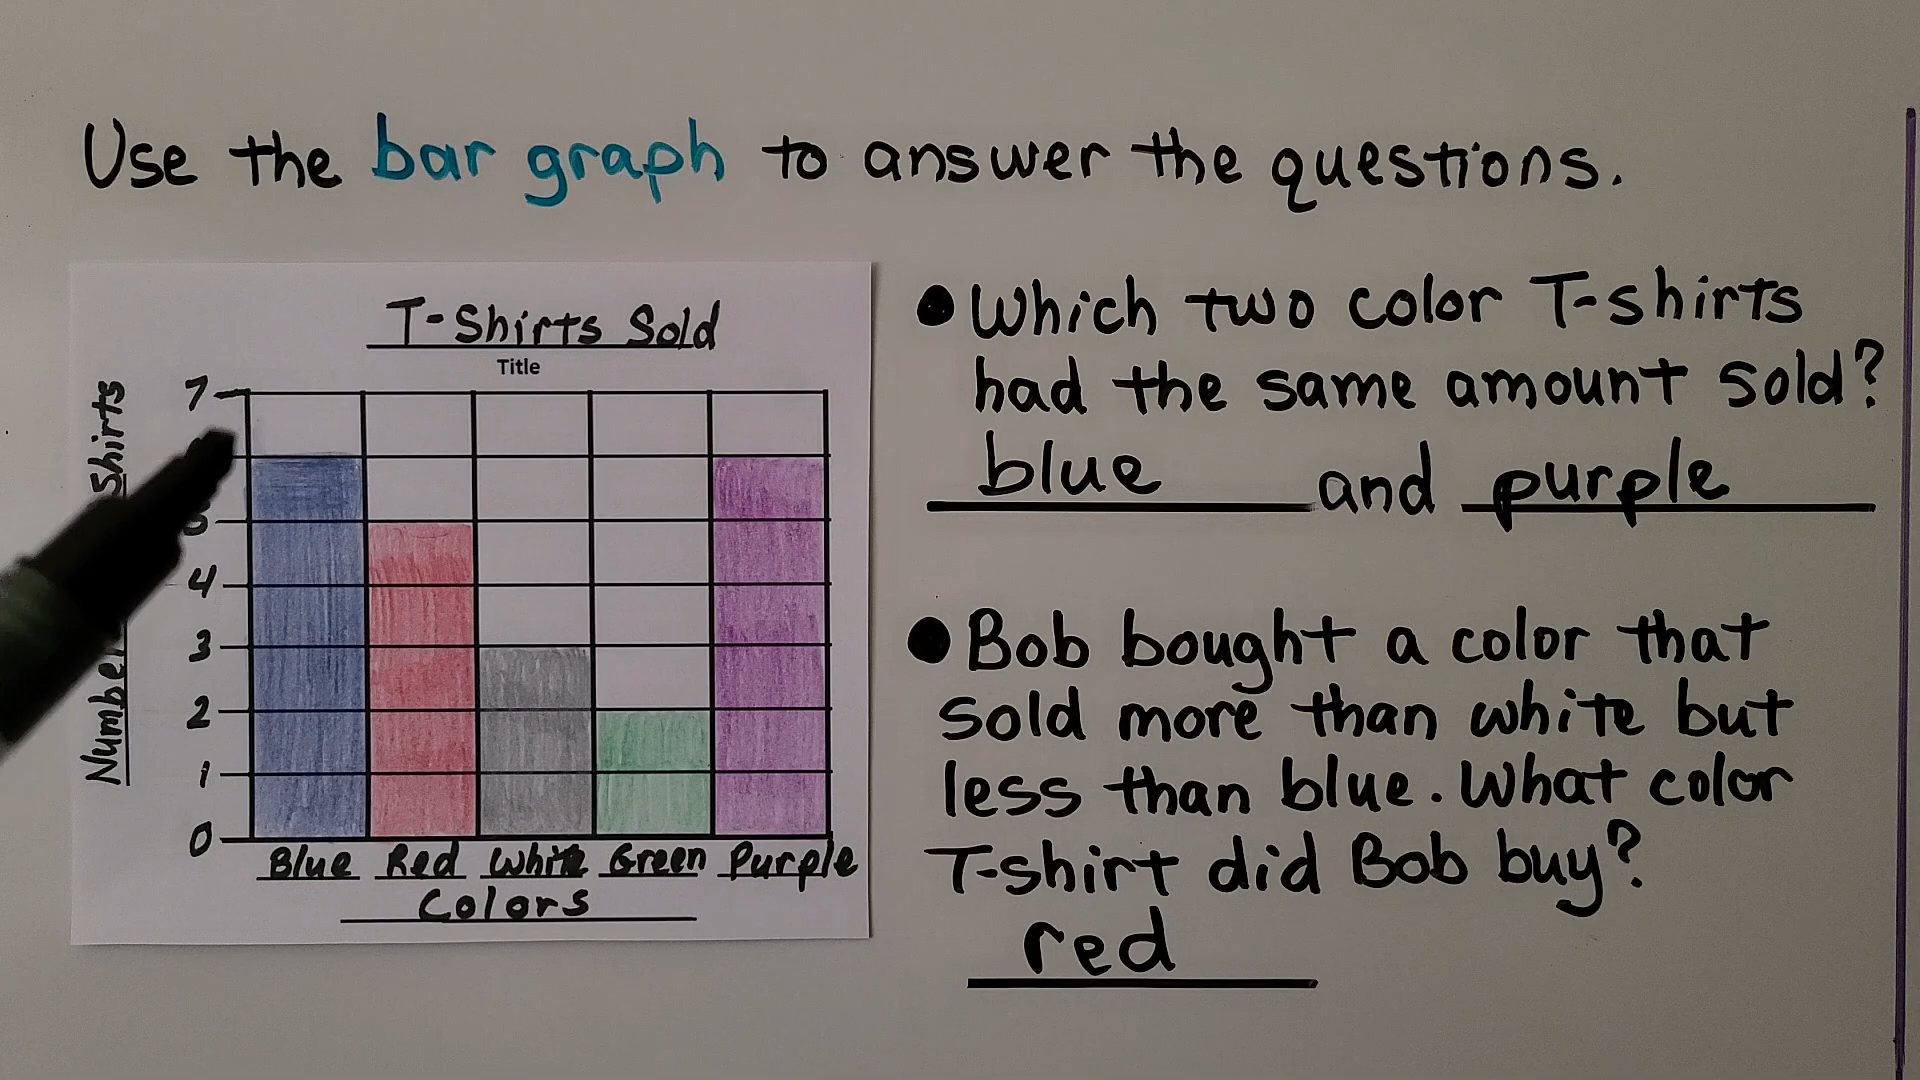 Use the bar graph to answer the questions.
T-Shirts Sold
Title
7
4
3
2
1
0
Shirts
Blue Red White Green Purple
Colors
• Which two color T-shirts
had the same amount sold?
blue and purple
• Bob bought a color that
sold more than white but
less than blue. What color
T-shirt did Bob buy?
red